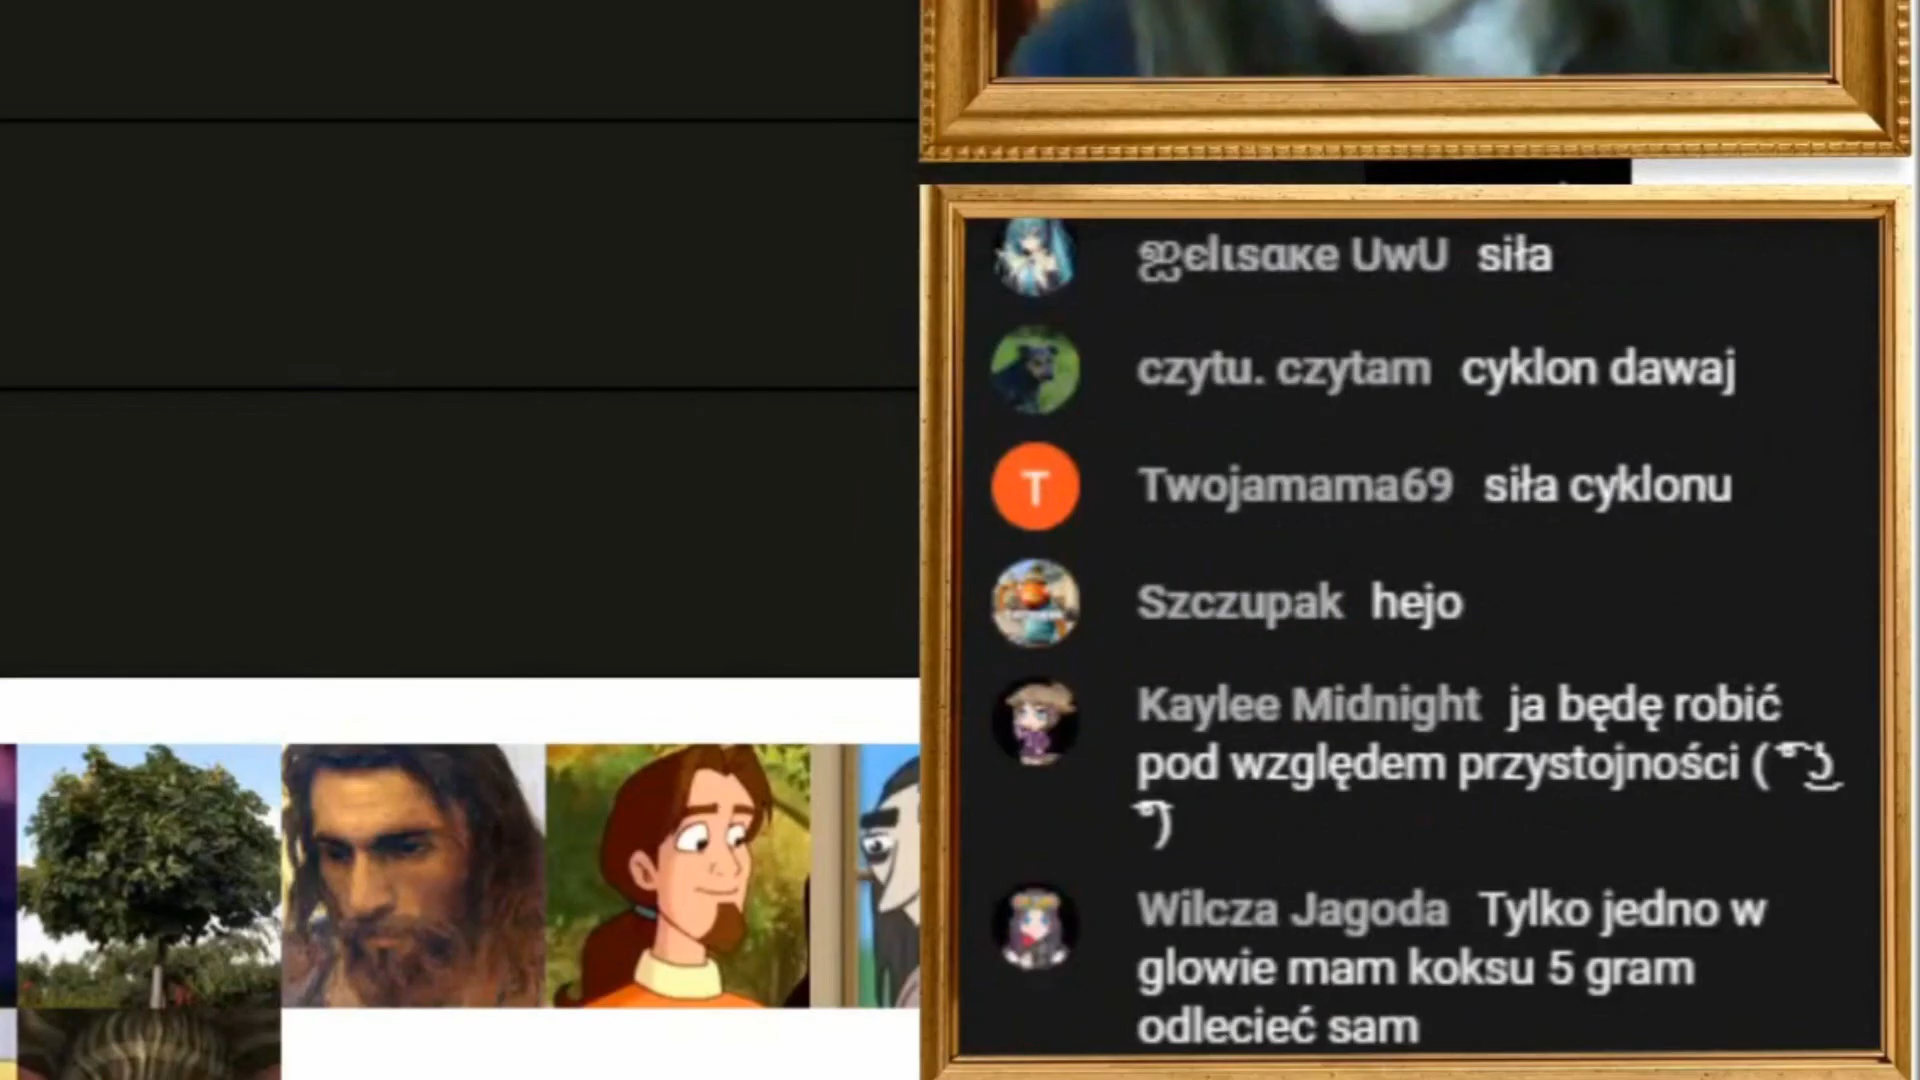 ஐelιsαĸe UwU siła
czytu. czytam cyklon dawaj
T
Twojamama69 siła cyklonu
Szczupak hejo
Kaylee Midnight ja będę robić
pod względem przystojności ( ͡° ͜ʖ
͡°)
Wilcza Jagoda Tylko jedno w
glowie mam koksu 5 gram
odlecieć sam